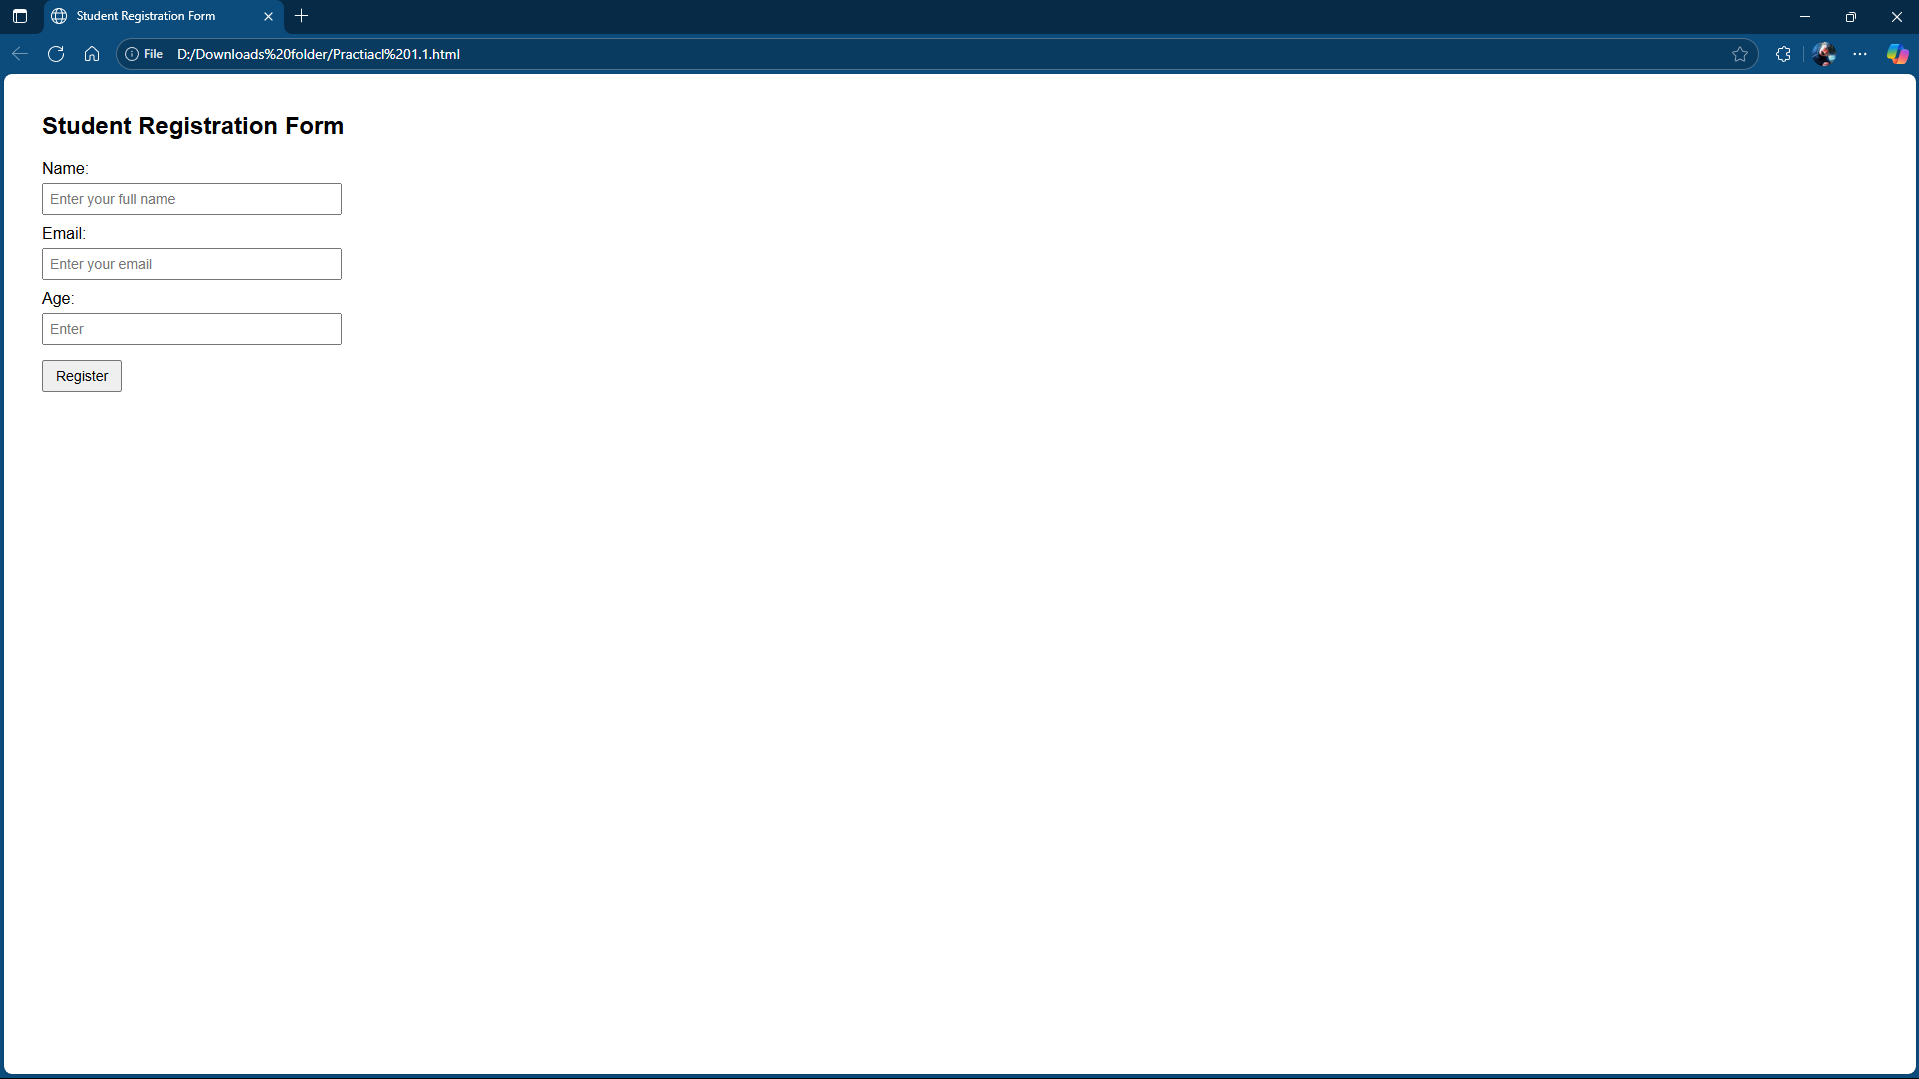 Student Registration Form
File D:/Downloads%20folder/Practiacl%201.1.html
Student Registration Form
Name:
Enter your full name
Email:
Enter your email
Age:
Enter
Register